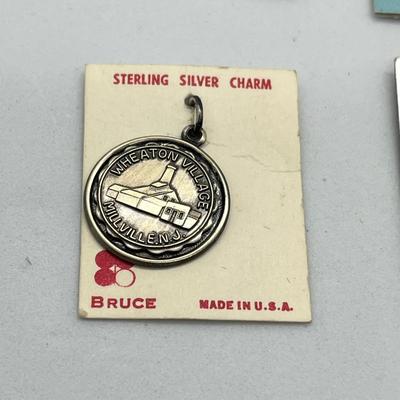 STERLING SILVER CHARM
WHEATON VILLAGE
MILLVILLE, N.J.
BRUCE
MADE IN U.S.A.